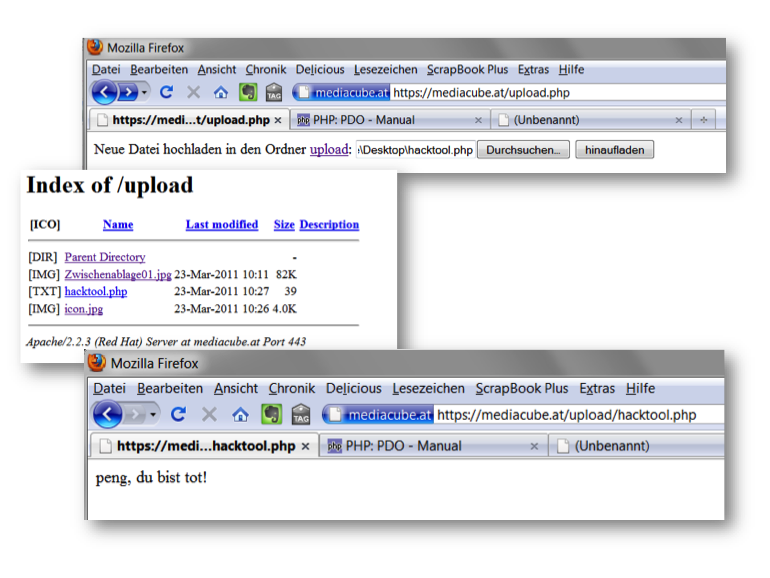 Mozilla Firefox
Datei Bearbeiten Ansicht Chronik Delicious Lesezeichen ScrapBook Plus Extras Hilfe
TAG mediacube.at https://mediacube.at/upload.php
https://medi...t/upload.php × php PHP: PDO - Manual × (Unbenannt) ×
Neue Datei hochladen in den Ordner upload: :\Desktop\hacktool.php Durchsuchen... hinaufladen
Index of /upload
[ICO] Name Last modified Size Description
[DIR] Parent Directory -
[IMG] Zwischenablage01.jpg 23-Mar-2011 10:11 82K
[TXT] hacktool.php 23-Mar-2011 10:27 39
[IMG] icon.jpg 23-Mar-2011 10:26 4.0K
Apache/2.2.3 (Red Hat) Server at mediacube.at Port 443
Mozilla Firefox
Datei Bearbeiten Ansicht Chronik Delicious Lesezeichen ScrapBook Plus Extras Hilfe
TAG mediacube.at https://mediacube.at/upload/hacktool.php
https://medi...hacktool.php × php PHP: PDO - Manual × (Unbenannt)
peng, du bist tot!